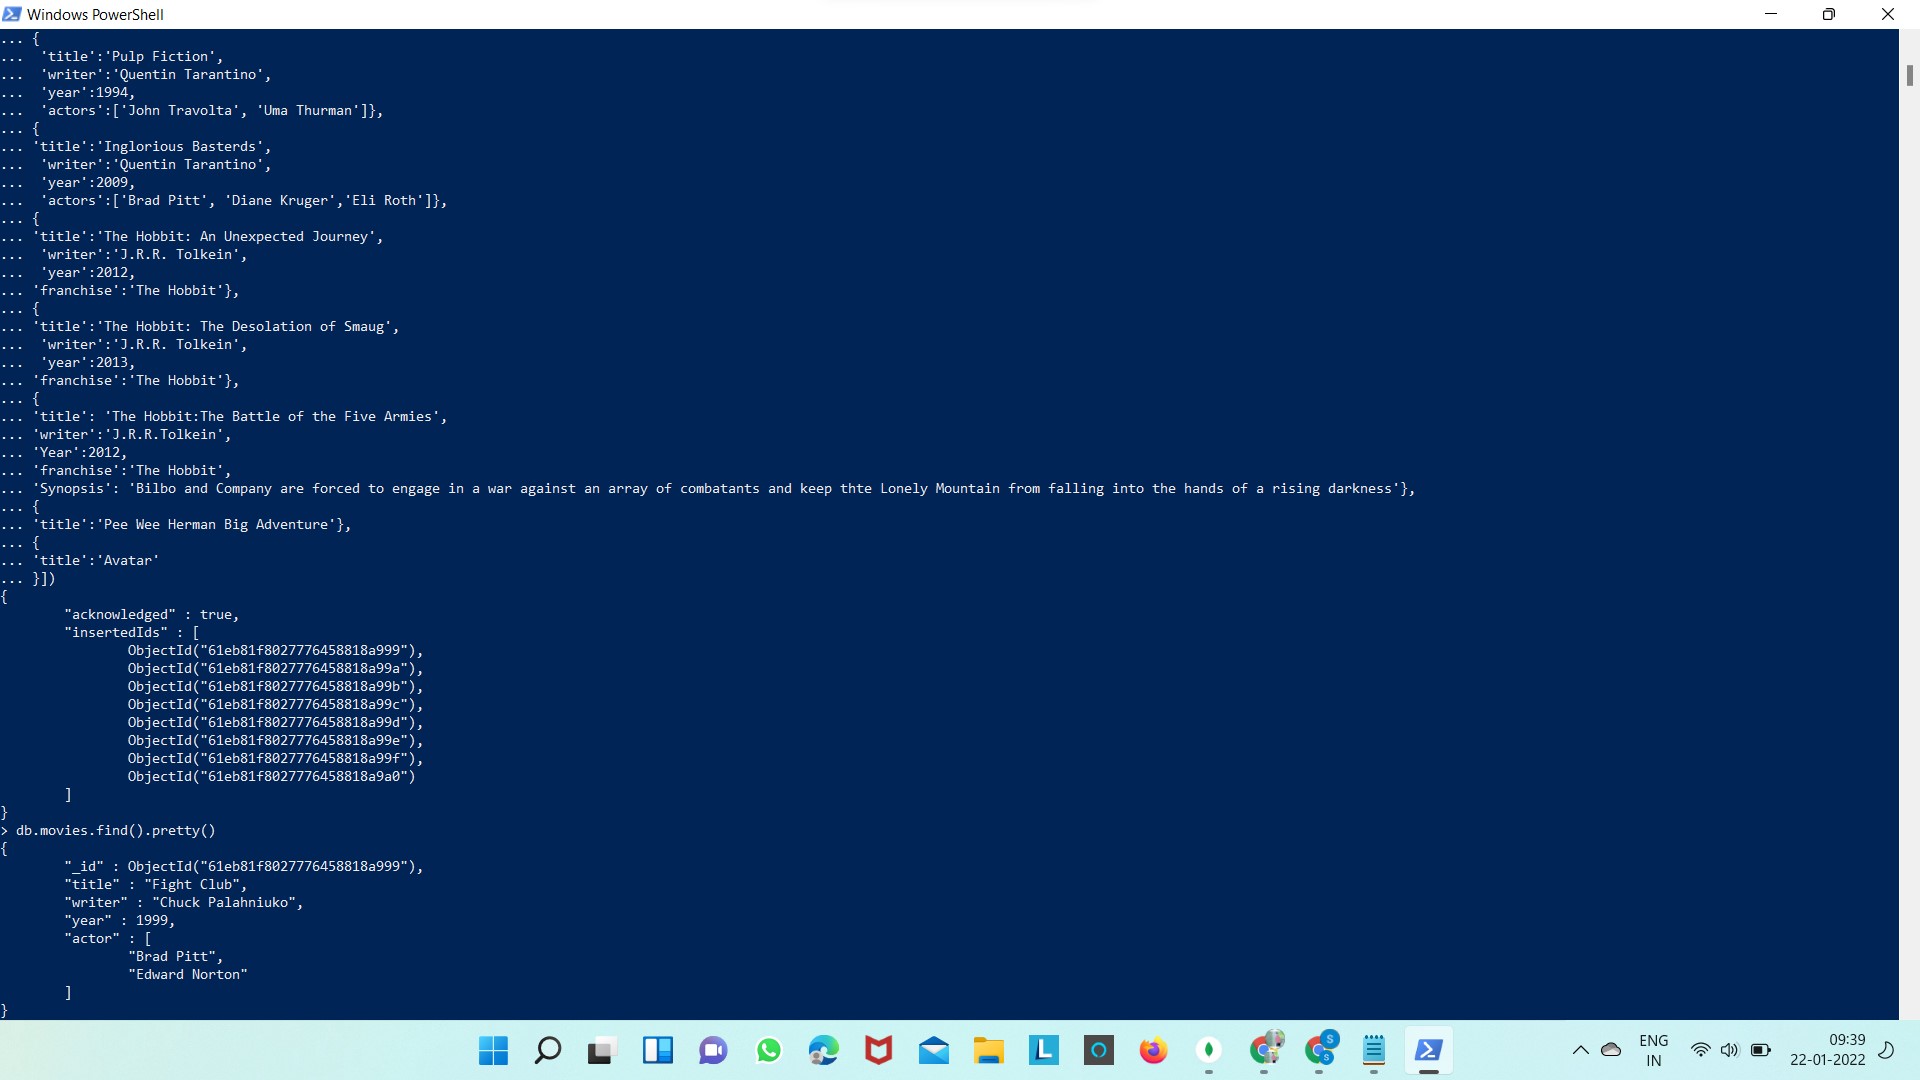 Windows PowerShell
... {
...  'title':'Pulp Fiction',
...  'writer':'Quentin Tarantino',
...  'year':1994,
...  'actors':['John Travolta', 'Uma Thurman']},
... {
... 'title':'Inglorious Basterds',
...  'writer':'Quentin Tarantino',
...  'year':2009,
...  'actors':['Brad Pitt', 'Diane Kruger','Eli Roth']},
... {
... 'title':'The Hobbit: An Unexpected Journey',
...  'writer':'J.R.R. Tolkein',
...  'year':2012,
... 'franchise':'The Hobbit'},
... {
... 'title':'The Hobbit: The Desolation of Smaug',
...  'writer':'J.R.R. Tolkein',
...  'year':2013,
... 'franchise':'The Hobbit'},
... {
... 'title': 'The Hobbit:The Battle of the Five Armies',
... 'writer':'J.R.R.Tolkein',
... 'Year':2012,
... 'franchise':'The Hobbit',
... 'Synopsis': 'Bilbo and Company are forced to engage in a war against an array of combatants and keep thte Lonely Mountain from falling into the hands of a rising darkness'},
... {
... 'title':'Pee Wee Herman Big Adventure'},
... {
... 'title':'Avatar'
... }])
{
        "acknowledged" : true,
        "insertedIds" : [
                ObjectId("61eb81f8027776458818a999"),
                ObjectId("61eb81f8027776458818a99a"),
                ObjectId("61eb81f8027776458818a99b"),
                ObjectId("61eb81f8027776458818a99c"),
                ObjectId("61eb81f8027776458818a99d"),
                ObjectId("61eb81f8027776458818a99e"),
                ObjectId("61eb81f8027776458818a99f"),
                ObjectId("61eb81f8027776458818a9a0")
        ]
}
> db.movies.find().pretty()
{
        "_id" : ObjectId("61eb81f8027776458818a999"),
        "title" : "Fight Club",
        "writer" : "Chuck Palahniuko",
        "year" : 1999,
        "actor" : [
                "Brad Pitt",
                "Edward Norton"
        ]
}
L
S
S
ENG
IN
09:39
22-01-2022